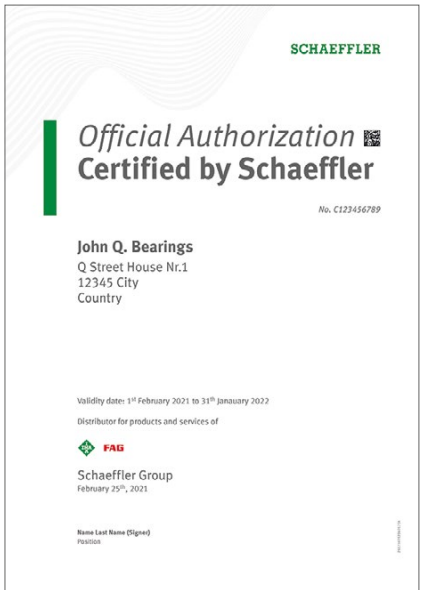 SCHAEFFLER
Official Authorization
Certified by Schaeffler
No. C123456789
John Q. Bearings
Q Street House Nr.1
12345 City
Country
Validity date: 1st February 2021 to 31th Janauary 2022
Distributor for products and services of
INA FAG
Schaeffler Group
February 25th, 2021
Name Last Name (Signer)
Position